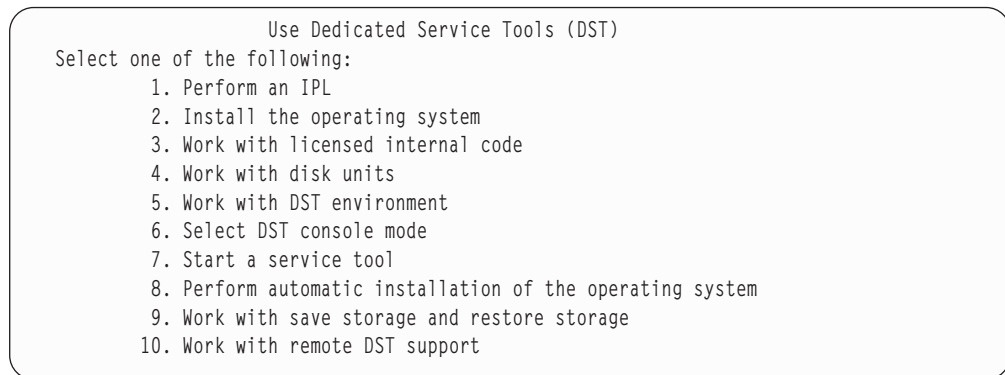 Use Dedicated Service Tools (DST)
Select one of the following:
1. Perform an IPL
2. Install the operating system
3. Work with licensed internal code
4. Work with disk units
5. Work with DST environment
6. Select DST console mode
7. Start a service tool
8. Perform automatic installation of the operating system
9. Work with save storage and restore storage
10. Work with remote DST support